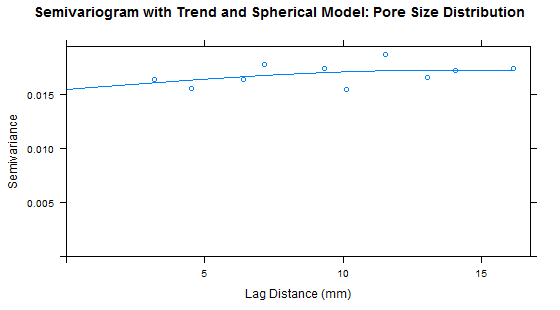 Semivariogram with Trend and Spherical Model: Pore Size Distribution
0.015
0.010
0.005
Semivariance
5 10 15
Lag Distance (mm)